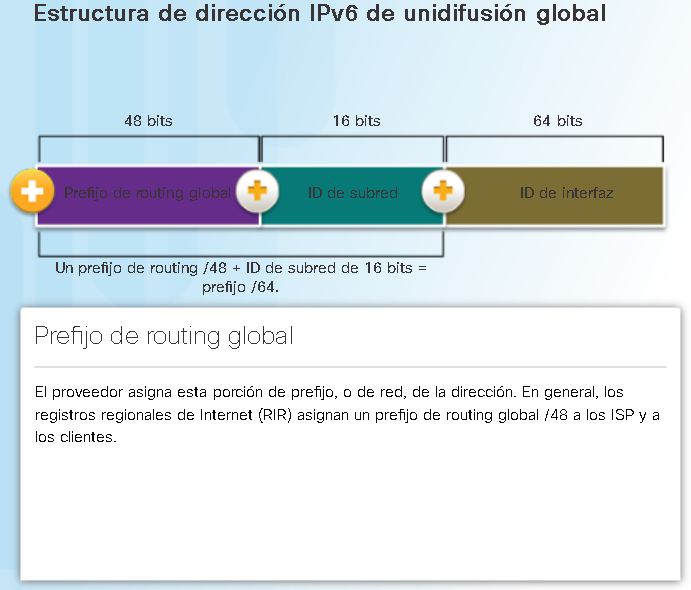 Estructura de dirección IPv6 de unidifusión global
48 bits
16 bits
64 bits
Prefijo de routing global
ID de subred
ID de interfaz
Un prefijo de routing /48 + ID de subred de 16 bits =
prefijo /64.
Prefijo de routing global
El proveedor asigna esta porción de prefijo, o de red, de la dirección. En general, los
registros regionales de Internet (RIR) asignan un prefijo de routing global /48 a los ISP y a
los clientes.